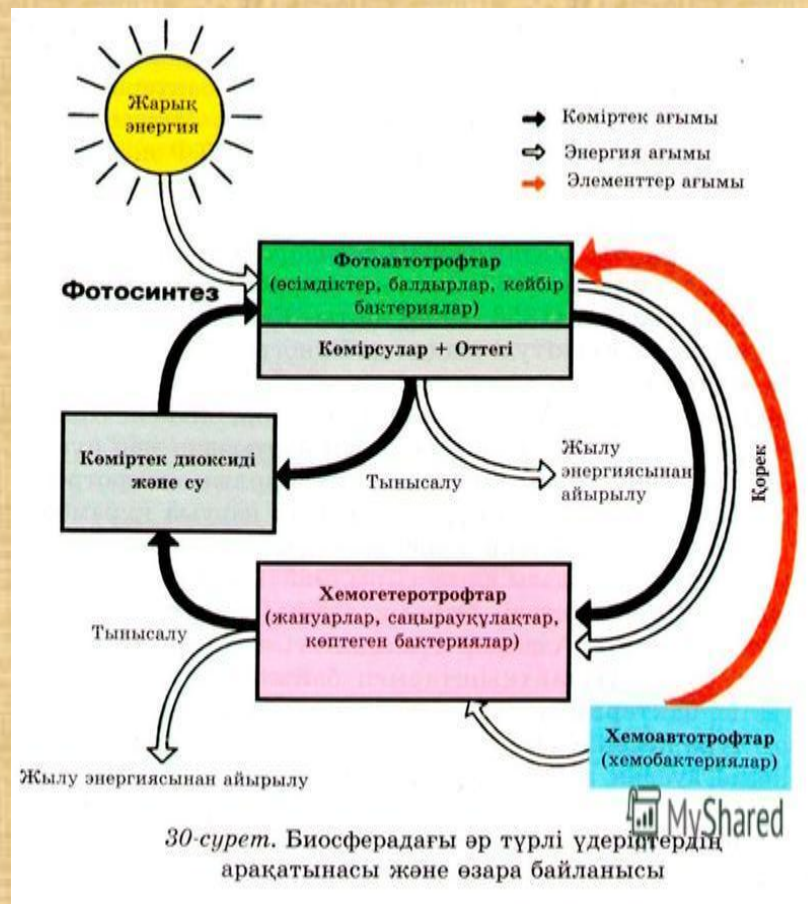 Жарық
энергия
Көміртек ағымы
Энергия ағымы
Элементтер ағымы
Фотосинтез
Фотоавтотрофтар
(өсімдіктер, балдырлар, кейбір
бактериялар)
Көмірсулар + Оттегі
Көміртек диоксиді
және су
Тынысалу
Жылу
энергиясынан
айырылу
Қорек
Хемогетеротрофтар
(жануарлар, саңырауқұлақтар,
көптеген бактериялар)
Тынысалу
Хемоавтотрофтар
(хемобактериялар)
Жылу энергиясынан айырылу
MyShared
30-сурет. Биосферадағы әр түрлі үдерістердің
арақатынасы және өзара байланысы